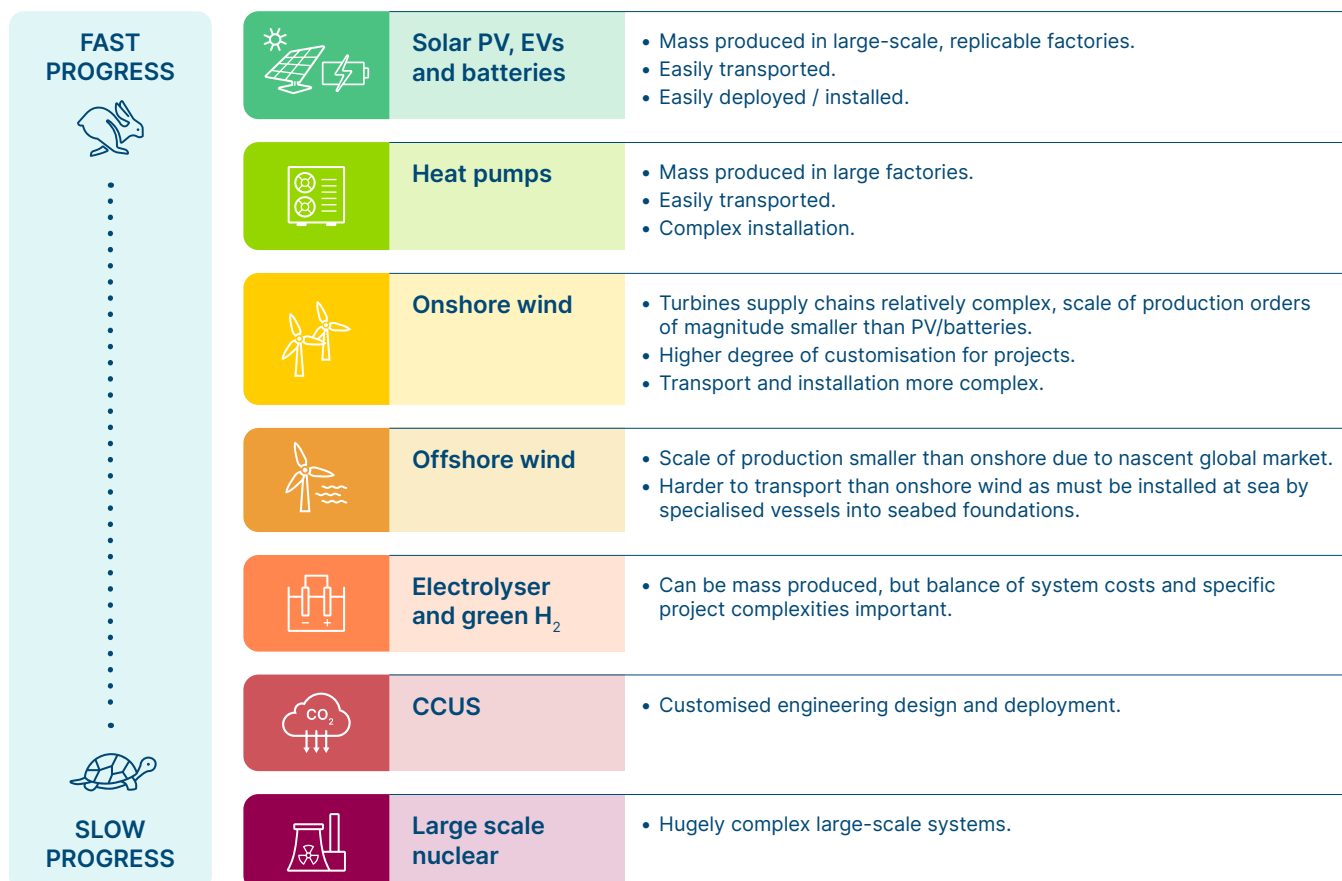 FAST
PROGRESS
Solar PV, EVs
and batteries
• Mass produced in large-scale, replicable factories.
• Easily transported.
• Easily deployed / installed.
Heat pumps
• Mass produced in large factories.
• Easily transported.
• Complex installation.
Onshore wind
• Turbines supply chains relatively complex, scale of production orders
of magnitude smaller than PV/batteries.
• Higher degree of customisation for projects.
• Transport and installation more complex.
Offshore wind
• Scale of production smaller than onshore due to nascent global market.
• Harder to transport than onshore wind as must be installed at sea by
specialised vessels into seabed foundations.
− +
Electrolyser
and green H₂
• Can be mass produced, but balance of system costs and specific
project complexities important.
CO₂
CCUS
• Customised engineering design and deployment.
Large scale
nuclear
• Hugely complex large-scale systems.
SLOW
PROGRESS